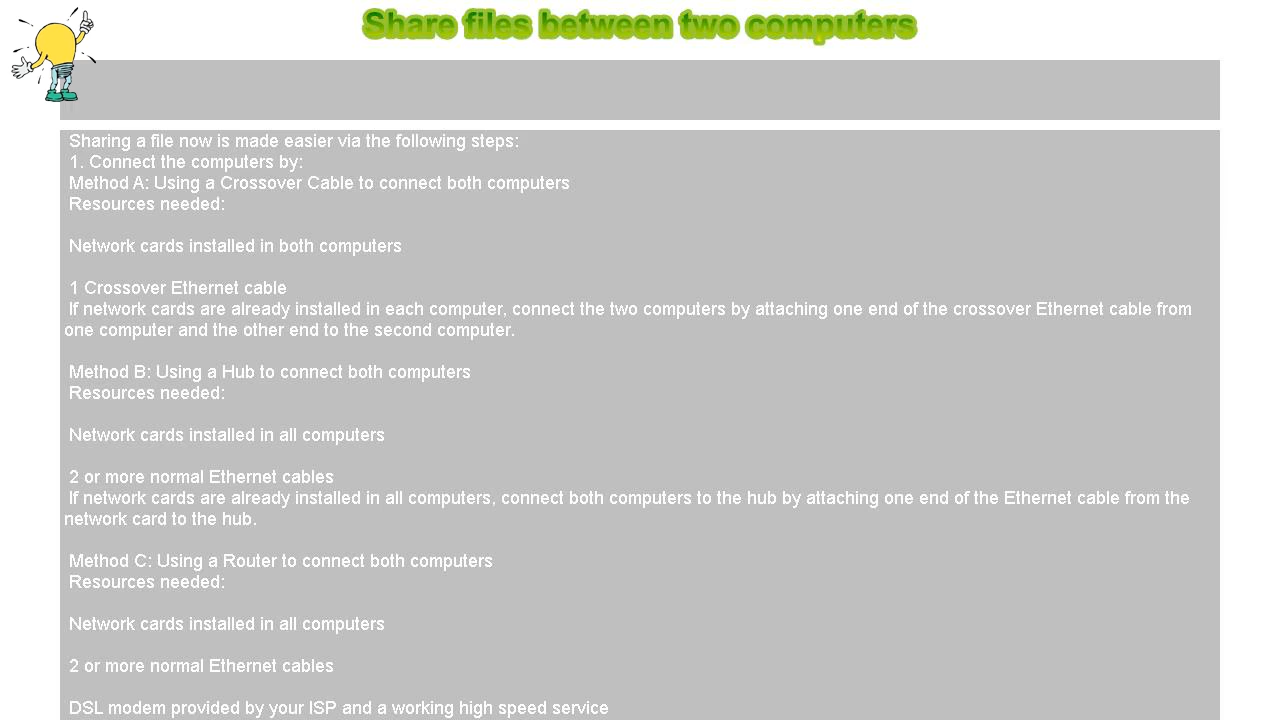 Share files between two computers
Sharing a file now is made easier via the following steps:
1. Connect the computers by:
Method A: Using a Crossover Cable to connect both computers
Resources needed:
Network cards installed in both computers
1 Crossover Ethernet cable
If network cards are already installed in each computer, connect the two computers by attaching one end of the crossover Ethernet cable from
one computer and the other end to the second computer.
Method B: Using a Hub to connect both computers
Resources needed:
Network cards installed in all computers
2 or more normal Ethernet cables
If network cards are already installed in all computers, connect both computers to the hub by attaching one end of the Ethernet cable from the
network card to the hub.
Method C: Using a Router to connect both computers
Resources needed:
Network cards installed in all computers
2 or more normal Ethernet cables
DSL modem provided by your ISP and a working high speed service